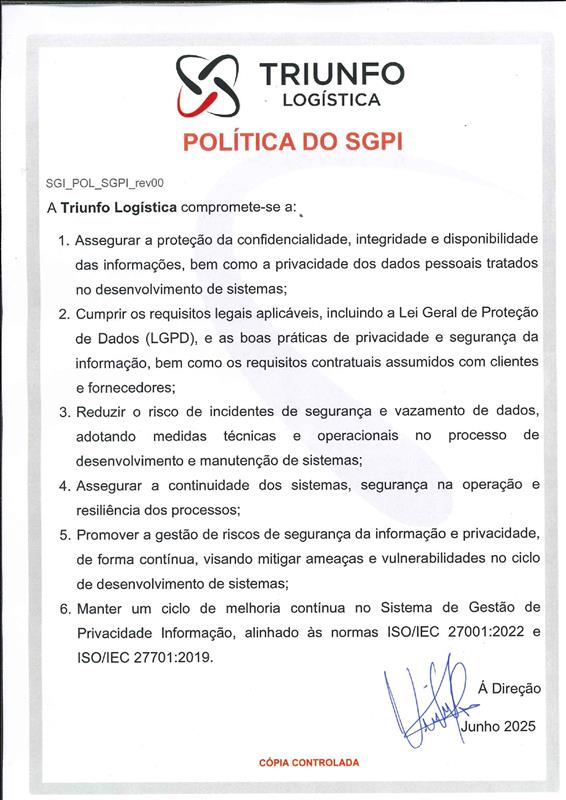 TRIUNFO
LOGÍSTICA
POLÍTICA DO SGPI
SGI_POL_SGPI_rev00
A Triunfo Logística compromete-se a:
1. Assegurar a proteção da confidencialidade, integridade e disponibilidade
das informações, bem como a privacidade dos dados pessoais tratados
no desenvolvimento de sistemas;
2. Cumprir os requisitos legais aplicáveis, incluindo a Lei Geral de Proteção
de Dados (LGPD), e as boas práticas de privacidade e segurança da
informação, bem como os requisitos contratuais assumidos com clientes
e fornecedores;
3. Reduzir o risco de incidentes de segurança e vazamento de dados,
adotando medidas técnicas e operacionais no processo de
desenvolvimento e manutenção de sistemas;
4. Assegurar a continuidade dos sistemas, segurança na operação e
resiliência dos processos;
5. Promover a gestão de riscos de segurança da informação e privacidade,
de forma contínua, visando mitigar ameaças e vulnerabilidades no ciclo
de desenvolvimento de sistemas;
6. Manter um ciclo de melhoria contínua no Sistema de Gestão de
Privacidade Informação, alinhado às normas ISO/IEC 27001:2022 e
ISO/IEC 27701:2019.
Á Direção
Junho 2025
CÓPIA CONTROLADA